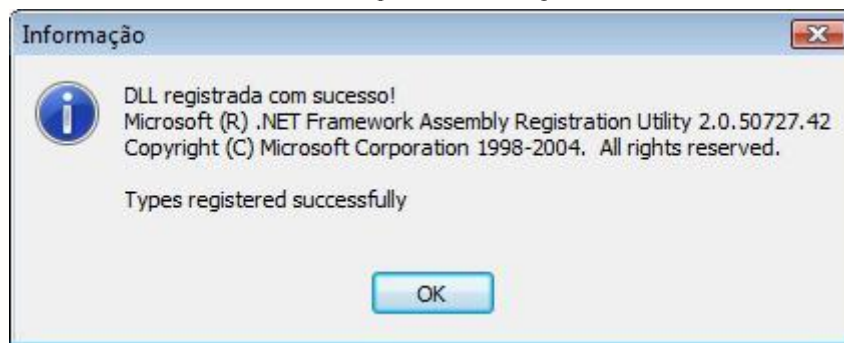 Informação
DLL registrada com sucesso!
Microsoft (R) .NET Framework Assembly Registration Utility 2.0.50727.42
Copyright (C) Microsoft Corporation 1998-2004.  All rights reserved.
Types registered successfully
OK